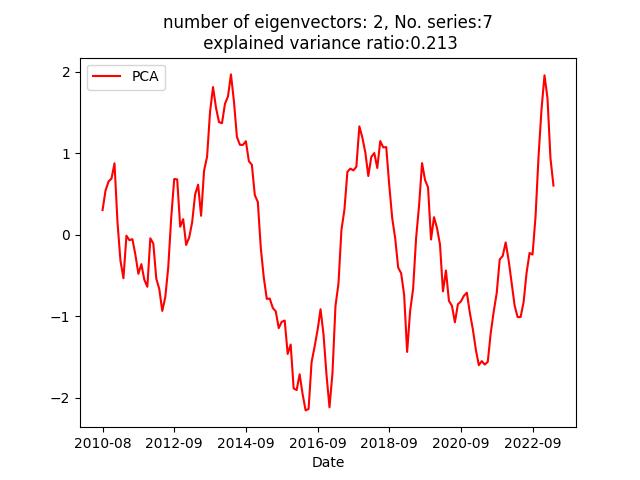 number of eigenvectors: 2, No. series:7
explained variance ratio:0.213
PCA
2
1
0
−1
−2
2010-08 2012-09 2014-09 2016-09 2018-09 2020-09 2022-09
Date